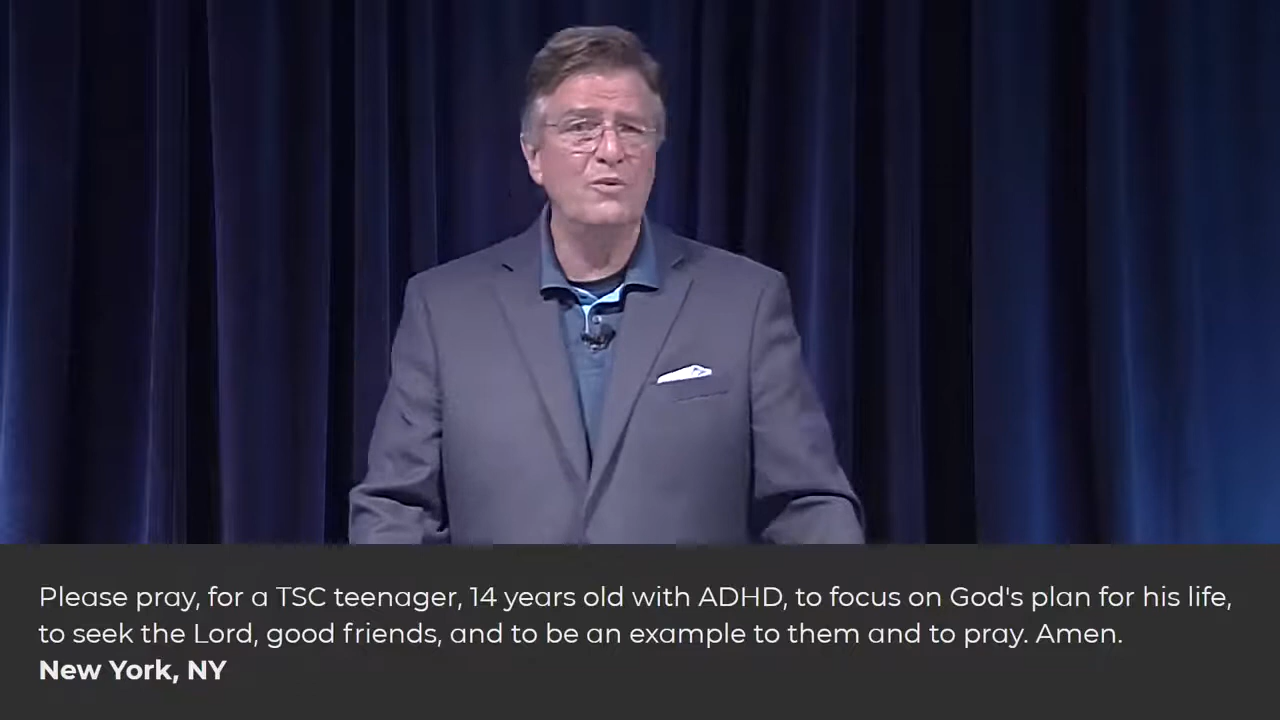 Please pray, for a TSC teenager, 14 years old with ADHD, to focus on God's plan for his life,
to seek the Lord, good friends, and to be an example to them and to pray. Amen.
New York, NY